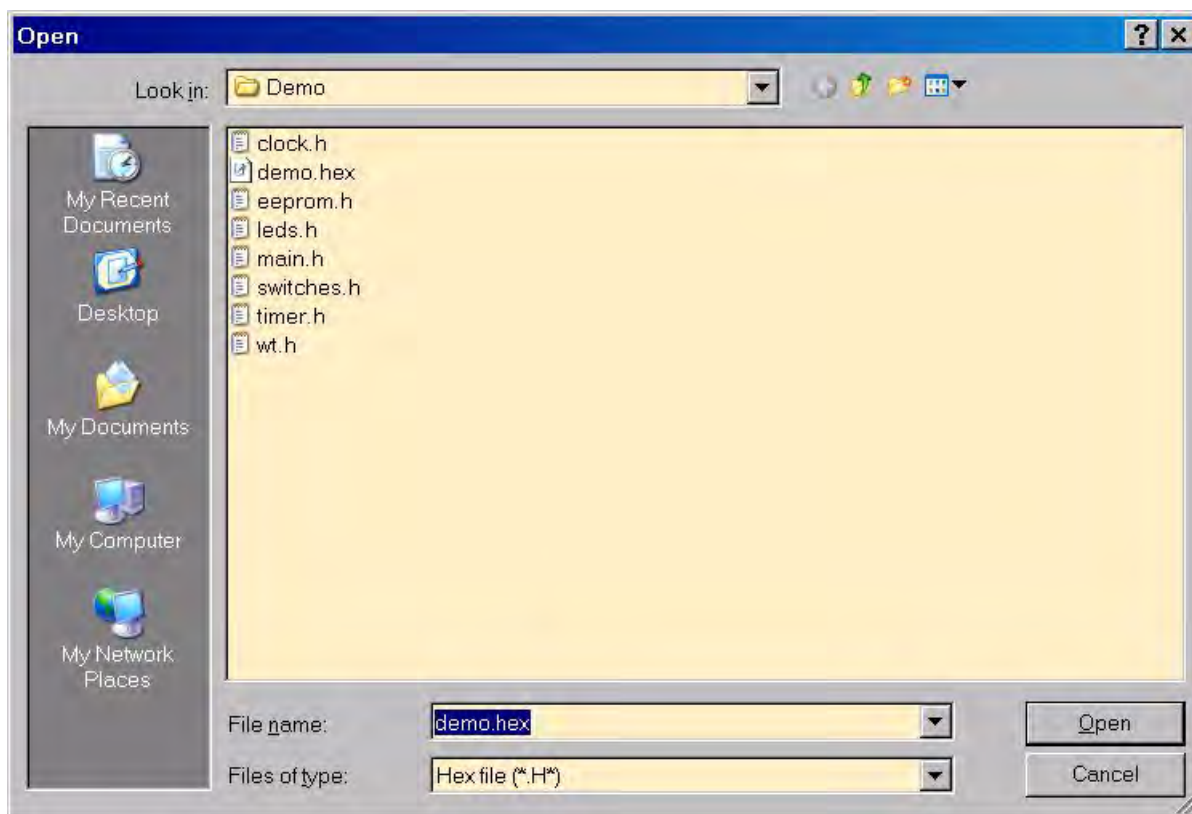 Open
Look in:
Demo
My Recent
Documents
Desktop
My Documents
My Computer
My Network
Places
clock.h
demo.hex
eeprom.h
leds.h
main.h
switches.h
timer.h
wt.h
File name:
demo.hex
Open
Files of type:
Hex file (*.H*)
Cancel